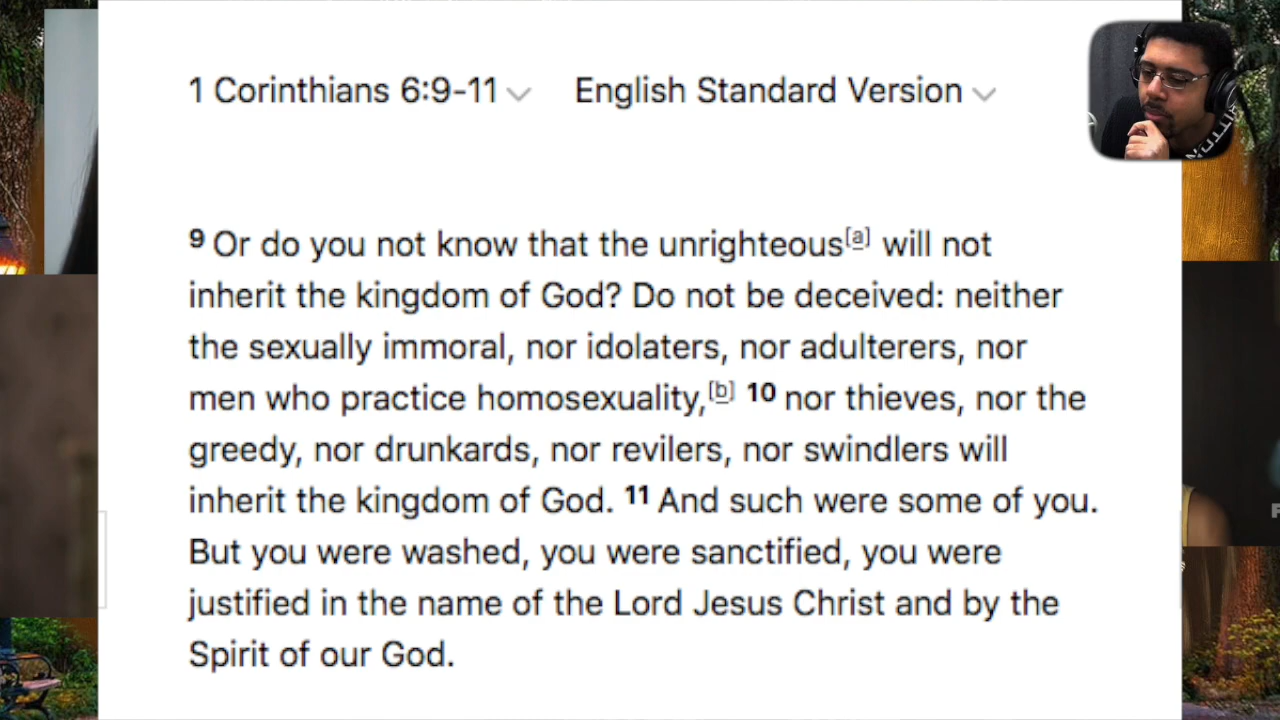 1 Corinthians 6:9-11 English Standard Version
9 Or do you not know that the unrighteous[a] will not
inherit the kingdom of God? Do not be deceived: neither
the sexually immoral, nor idolaters, nor adulterers, nor
men who practice homosexuality,[b] 10 nor thieves, nor the
greedy, nor drunkards, nor revilers, nor swindlers will
inherit the kingdom of God. 11 And such were some of you.
But you were washed, you were sanctified, you were
justified in the name of the Lord Jesus Christ and by the
Spirit of our God.